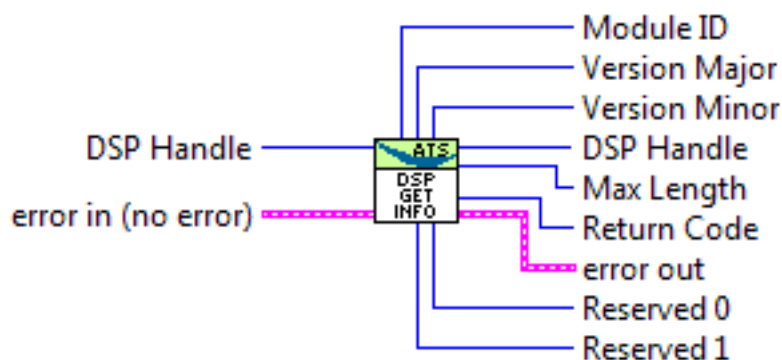 Module ID
Version Major
Version Minor
DSP Handle
DSP Handle
ATS
Max Length
DSP
GET
INFO
error in (no error)
Return Code
error out
Reserved 0
Reserved 1